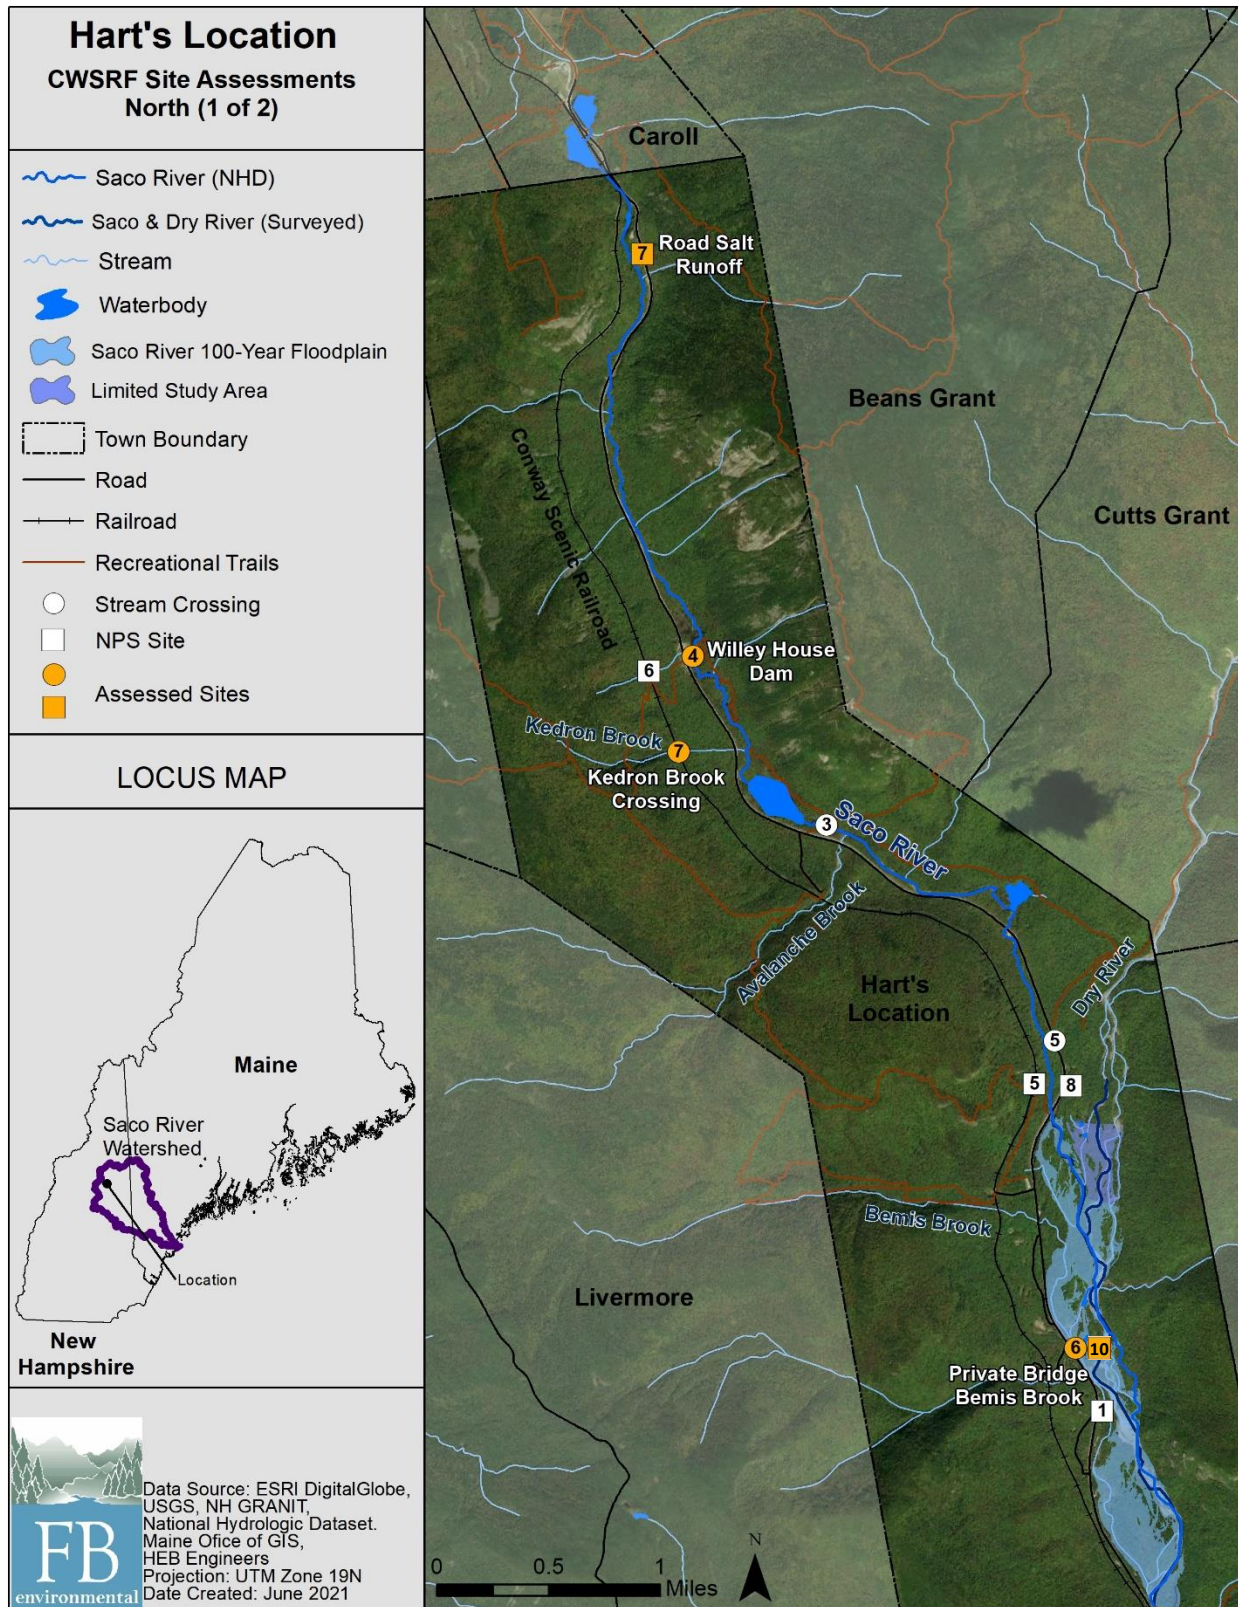 Hart's Location
CWSRF Site Assessments
North (1 of 2)
Saco River (NHD)
Saco & Dry River (Surveyed)
Stream
Waterbody
Saco River 100-Year Floodplain
Limited Study Area
Town Boundary
Road
Railroad
Recreational Trails
Stream Crossing
NPS Site
Assessed Sites
LOCUS MAP
Maine
Saco River
Watershed
Location
New
Hampshire
FB
environmental
Data Source: ESRI DigitalGlobe,
USGS, NH GRANIT,
National Hydrologic Dataset.
Maine Ofice of GIS,
HEB Engineers
Projection: UTM Zone 19N
Date Created: June 2021
Caroll
7
Road Salt
Runoff
Beans Grant
Cutts Grant
Conway Scenic Railroad
4
Willey House
Dam
6
Kedron Brook
7
Kedron Brook
Crossing
3
Saco River
Avalanche Brook
Hart's
Location
Dry River
5
5
8
Bemis Brook
Livermore
6
10
Private Bridge
Bemis Brook
1
N
0
0.5
1
Miles